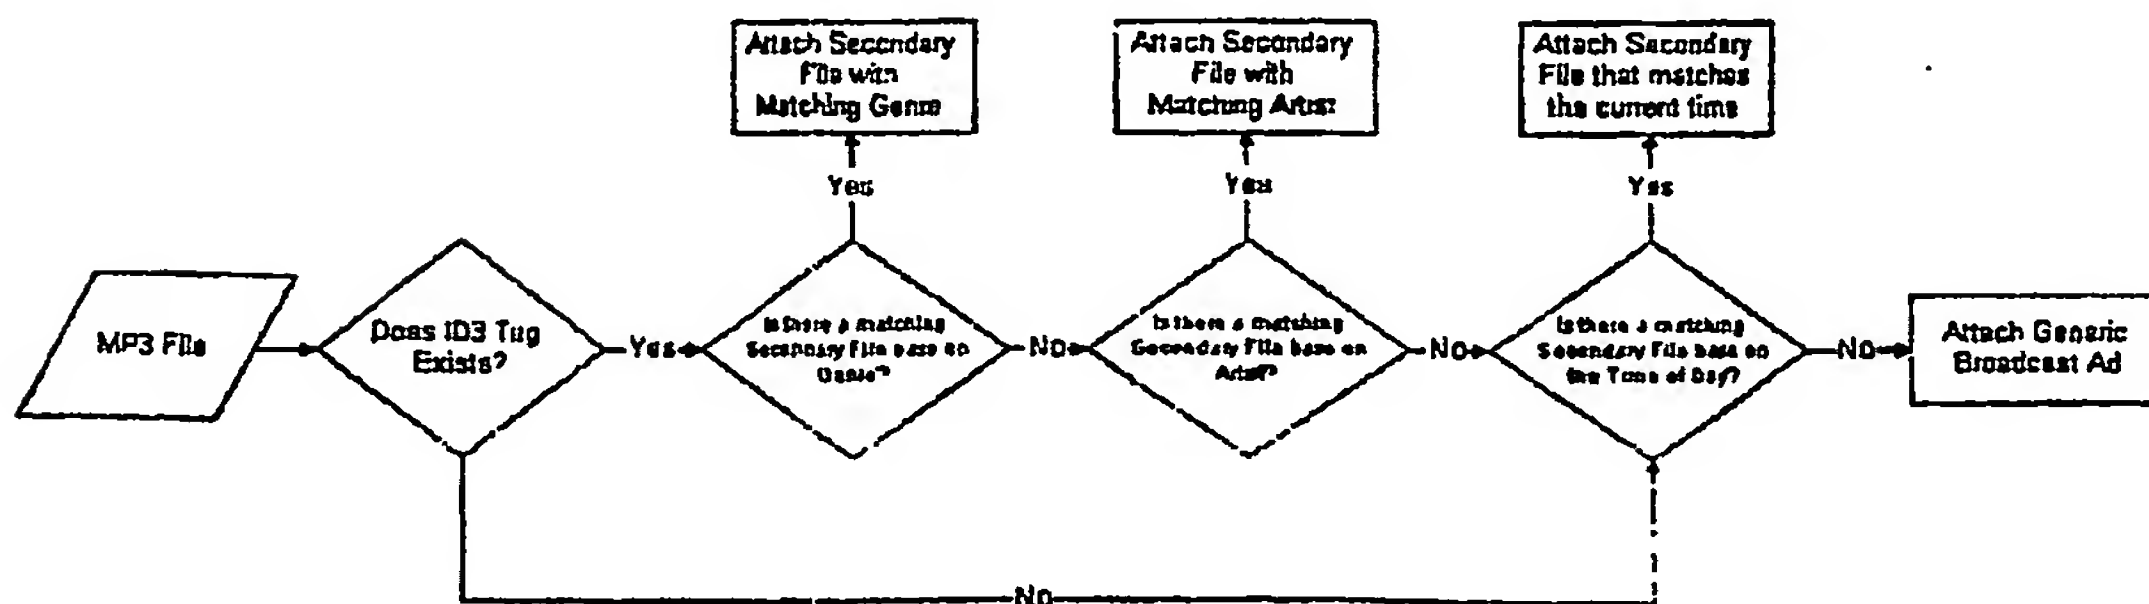 Attach Secondary
File with
Matching Genre
Attach Secondary
File with
Matching Artist
Attach Secondary
File that matches
the current time
Yes
Yes
Yes
MP3 File
Does ID3 Tag
Exists?
Yes
Is there a matching
Secondary File base on
Genre?
No
Is there a matching
Secondary File base on
Artist?
No
Is there a matching
Secondary File base on
the Time of Day?
No
Attach Generic
Broadcast Ad
No